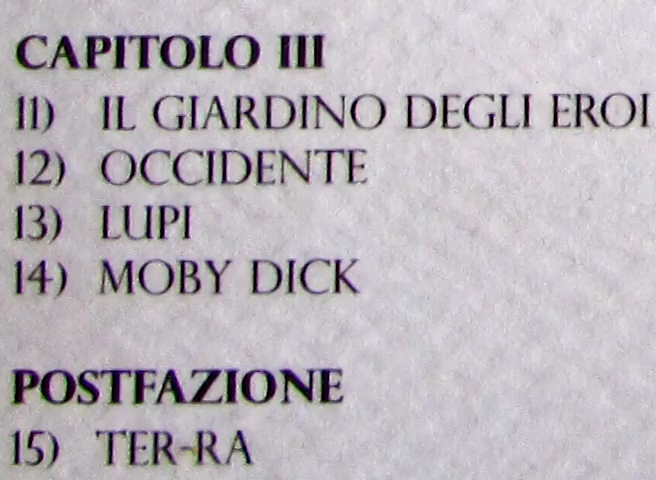 CAPITOLO III
11) IL GIARDINO DEGLI EROI
12) OCCIDENTE
13) LUPI
14) MOBY DICK
POSTFAZIONE
15) TER-RA